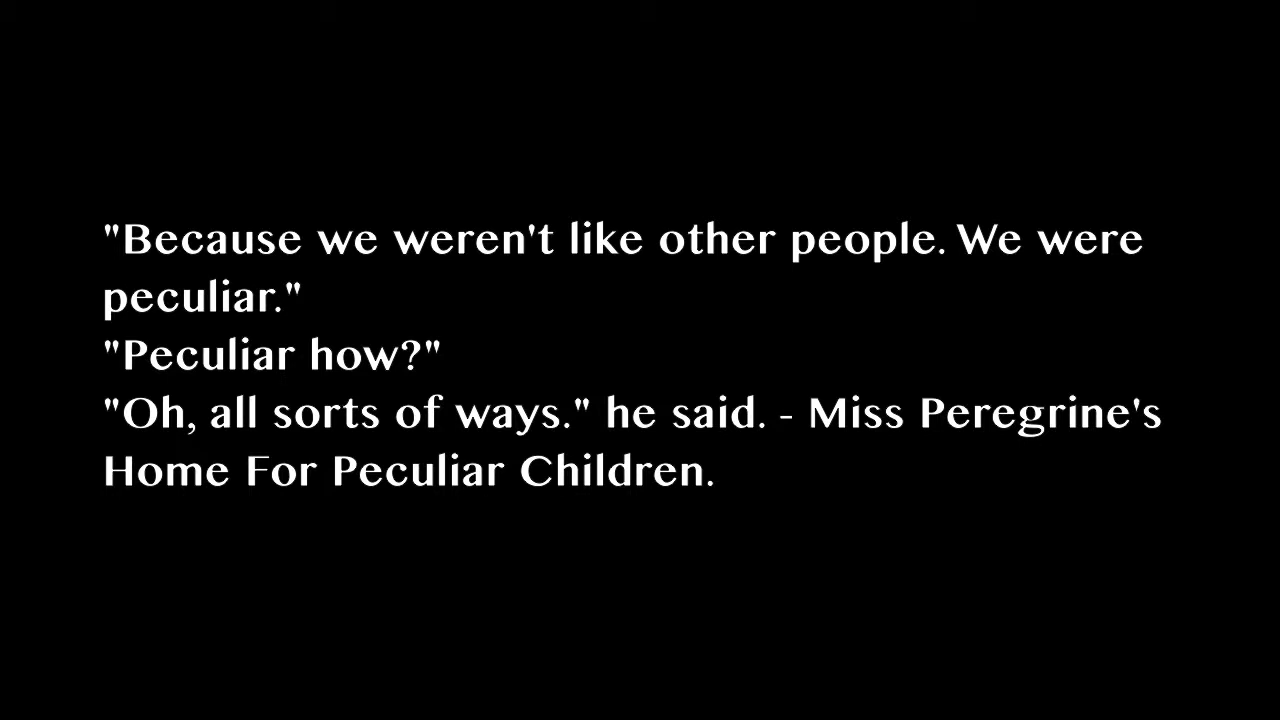 "Because we weren't like other people. We were
peculiar."
"Peculiar how?"
"Oh, all sorts of ways." he said. - Miss Peregrine's
Home For Peculiar Children.